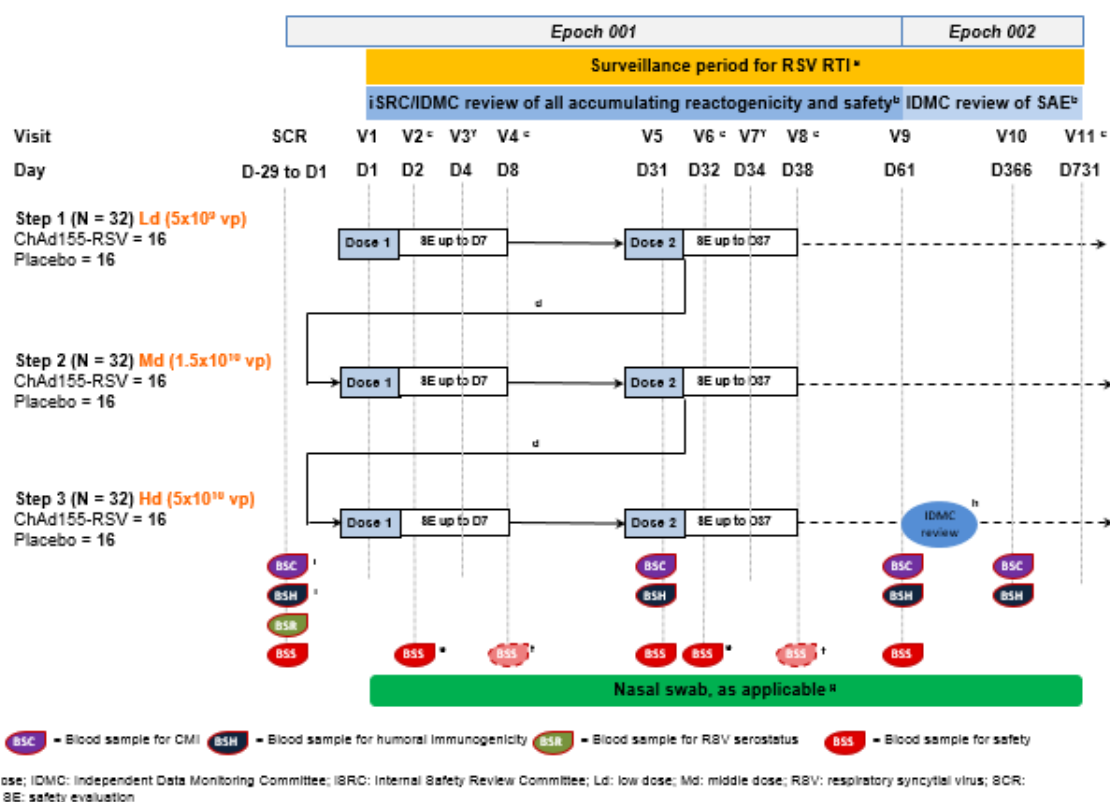 Epoch 001 Epoch 002
Surveillance period for RSV RTI ᵃ
iSRC/IDMC review of all accumulating reactogenicity and safety ᵇ IDMC review of SAE ᵇ
Visit SCR V1 V2 ᶜ V3 ᵞ V4 ᶜ V5 V6 ᶜ V7 ᵞ V8 ᶜ V9 V10 V11 ᶜ
Day D-29 to D1 D1 D2 D4 D8 D31 D32 D34 D38 D61 D366 D731
Step 1 (N = 32) Ld (5x10⁹ vp)
ChAd155-RSV = 16 Dose 1 SE up to D7 Dose 2 SE up to D37
Placebo = 16
d
Step 2 (N = 32) Md (1.5x10¹⁰ vp)
ChAd155-RSV = 16 Dose 1 SE up to D7 Dose 2 SE up to D37
Placebo = 16
d
Step 3 (N = 32) Hd (5x10¹⁰ vp)
ChAd155-RSV = 16 Dose 1 SE up to D7 Dose 2 SE up to D37 IDMC review ʰ
Placebo = 16
BSC ⁱ BSC BSC BSC
BSH ⁱ BSH BSH BSH
BSR
BSS BSS ᵉ BSS ᶠ BSS BSS ᵉ BSS ᶠ BSS
Nasal swab, as applicable ᵍ
BSC = Blood sample for CMI BSH = Blood sample for humoral immunogenicity BSR = Blood sample for RSV serostatus BSS = Blood sample for safety
ose; IDMC: Independent Data Monitoring Committee; iSRC: Internal Safety Review Committee; Ld: low dose; Md: middle dose; RSV: respiratory syncytial virus; SCR:
SE: safety evaluation